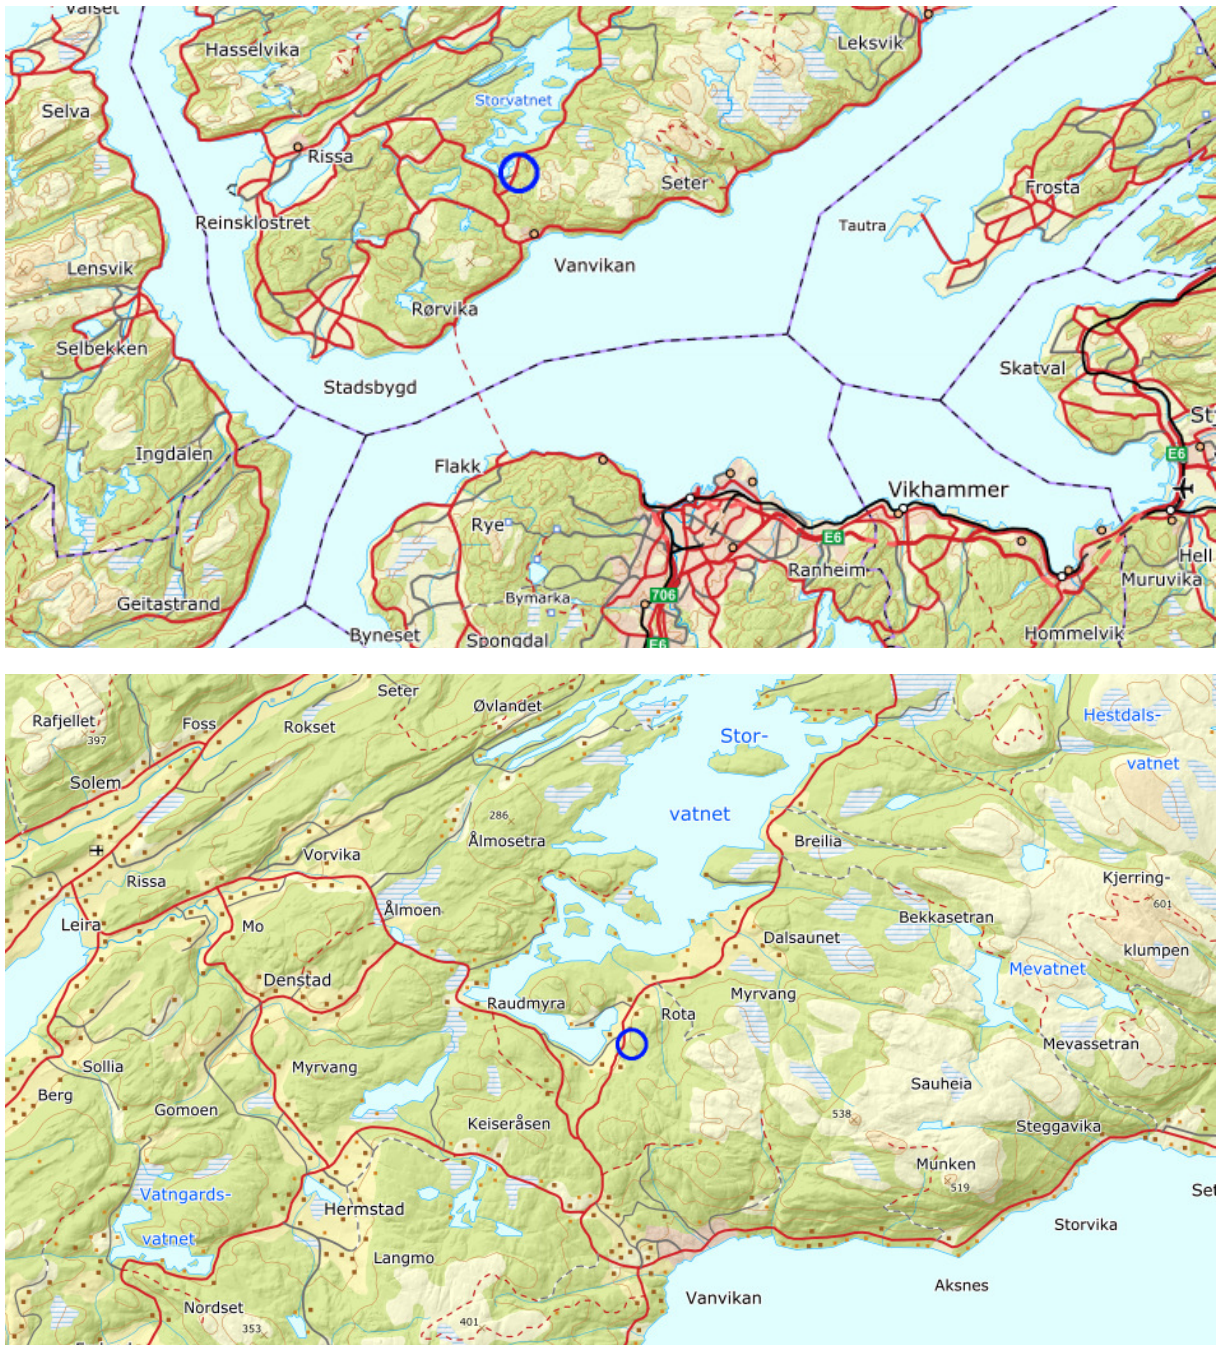 Valset
Hasselvika
Leksvik
Storvatnet
Selva
Rissa
Seter
Frosta
Reinsklostret
Tautra
Lensvik
Vanvikan
Rørvika
Selbekken
Skatval
Stadsbygd
Ingdalen
E6
Flakk
Vikhammer
Rye
E6
Hell
Ranheim
Muruvika
706
Bymarka
Geitastrand
Byneset
Spongdal
Hommelvik
E6
Seter
Øvlandet
Rafjellet
397
Foss
Rokset
Stor-
Hestdals-
vatnet
Solem
286
vatnet
Ålmosetra
Breilia
Vorvika
Rissa
Kjerring-
601
Leira
Mo
Ålmoen
Bekkasetran
klumpen
Dalsaunet
Mevatnet
Denstad
Raudmyra
Myrvang
Rota
Mevassetran
Sollia
Myrvang
Sauheia
Berg
Gomoen
Keiseråsen
538
Steggavika
Munken
519
Vatngards-
vatnet
Hermstad
Storvika
Langmo
Aksnes
Vanvikan
Nordset
353
401